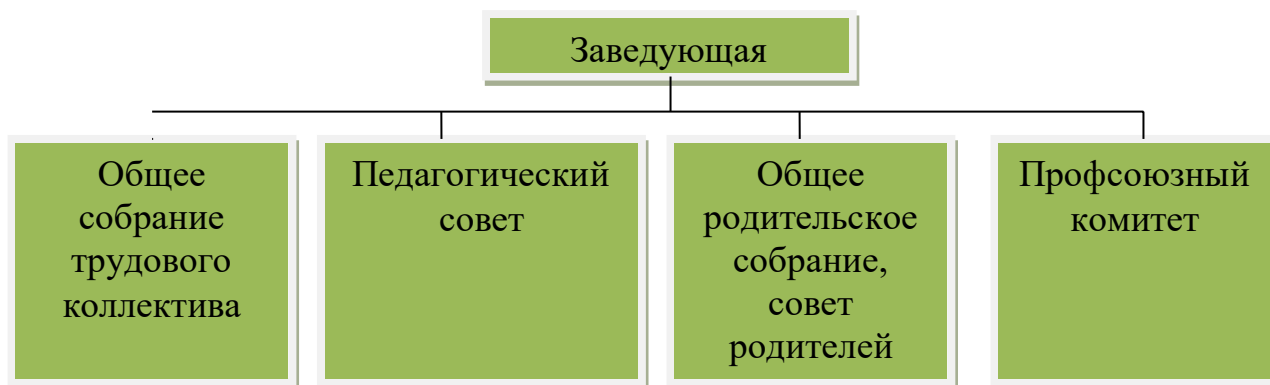 Заведующая
Общее
собрание
трудового
коллектива
Педагогический
совет
Общее
родительское
собрание,
совет
родителей
Профсоюзный
комитет